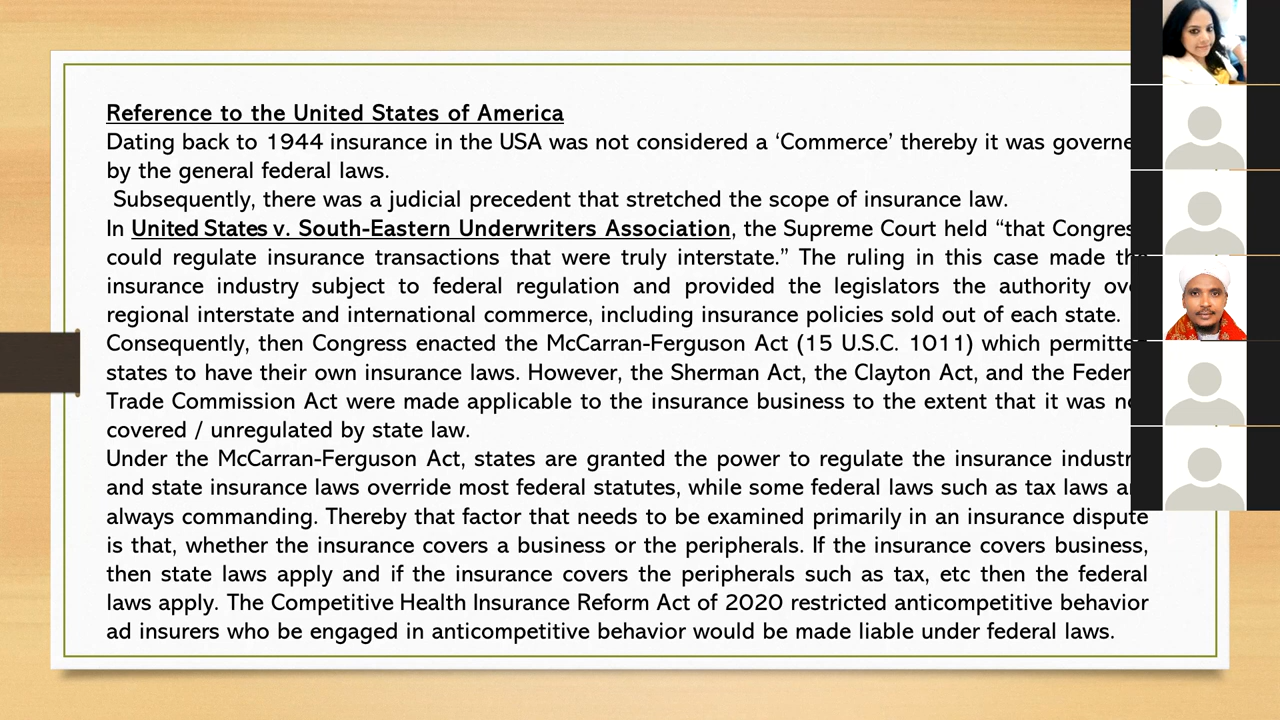 Reference to the United States of America
Dating back to 1944 insurance in the USA was not considered a ‘Commerce’ thereby it was governe
by the general federal laws.
Subsequently, there was a judicial precedent that stretched the scope of insurance law.
In United States v. South-Eastern Underwriters Association, the Supreme Court held “that Congres
could regulate insurance transactions that were truly interstate.” The ruling in this case made the
insurance industry subject to federal regulation and provided the legislators the authority ov
regional interstate and international commerce, including insurance policies sold out of each state.
Consequently, then Congress enacted the McCarran-Ferguson Act (15 U.S.C. 1011) which permitte
states to have their own insurance laws. However, the Sherman Act, the Clayton Act, and the Feder
Trade Commission Act were made applicable to the insurance business to the extent that it was n
covered / unregulated by state law.
Under the McCarran-Ferguson Act, states are granted the power to regulate the insurance industr
and state insurance laws override most federal statutes, while some federal laws such as tax laws a
always commanding. Thereby that factor that needs to be examined primarily in an insurance dispute
is that, whether the insurance covers a business or the peripherals. If the insurance covers business,
then state laws apply and if the insurance covers the peripherals such as tax, etc then the federal
laws apply. The Competitive Health Insurance Reform Act of 2020 restricted anticompetitive behavior
ad insurers who be engaged in anticompetitive behavior would be made liable under federal laws.